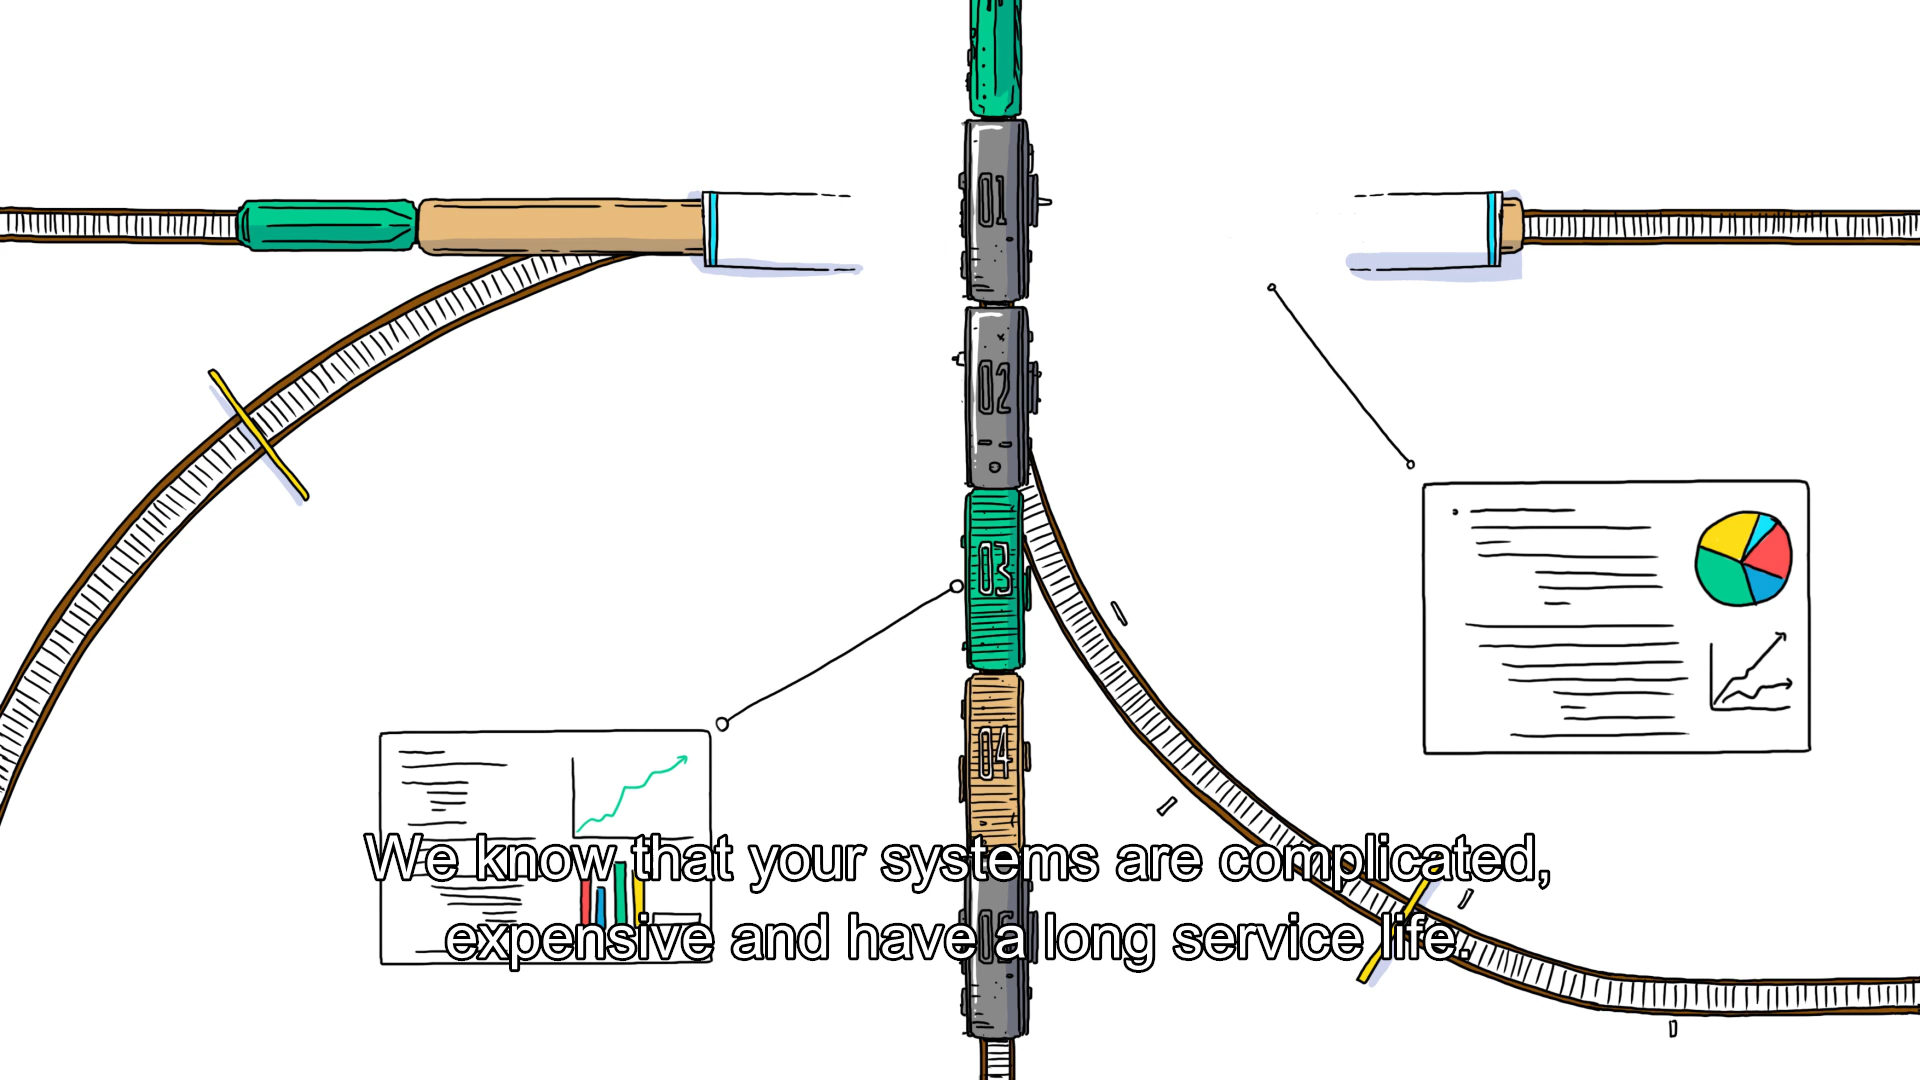 01
02
03
04
We know that your systems are complicated,
expensive and have a long service life.